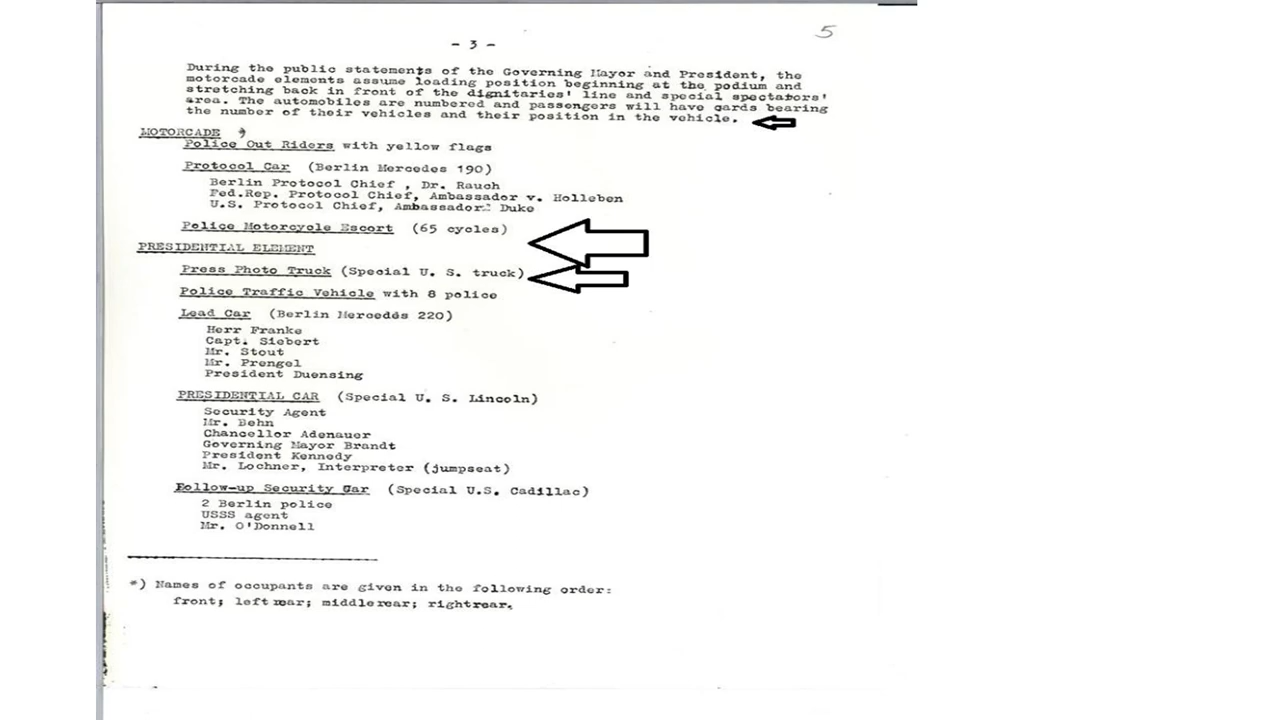 5
- 3 -
During the public statements of the Governing Mayor and President, the
motorcade elements assume loading position beginning at the podium and
stretching back in front of the dignitaries' line and special spectators'
area. The automobiles are numbered and passengers will have cards bearing
the number of their vehicles and their position in the vehicle.
MOTORCADE *)
Police Out Riders with yellow flags
Protocol Car (Berlin Mercedes 190)
Berlin Protocol Chief , Dr. Rauch
Fed.Rep. Protocol Chief, Ambassador v. Holleben
U.S. Protocol Chief, Ambassador Duke
Police Motorcycle Escort (65 cycles)
PRESIDENTIAL ELEMENT
Press Photo Truck (Special U. S. truck)
Police Traffic Vehicle with 8 police
Lead Car (Berlin Mercedes 220)
Herr Franke
Capt. Siebert
Mr. Stout
Mr. Prengel
President Duensing
PRESIDENTIAL CAR (Special U. S. Lincoln)
Security Agent
Mr. Behn
Chancellor Adenauer
Governing Mayor Brandt
President Kennedy
Mr. Lochner, Interpreter (jumpseat)
Follow-up Security Car (Special U.S. Cadillac)
2 Berlin police
USSS agent
Mr. O'Donnell
*) Names of occupants are given in the following order:
front; left rear; middle rear; right rear.